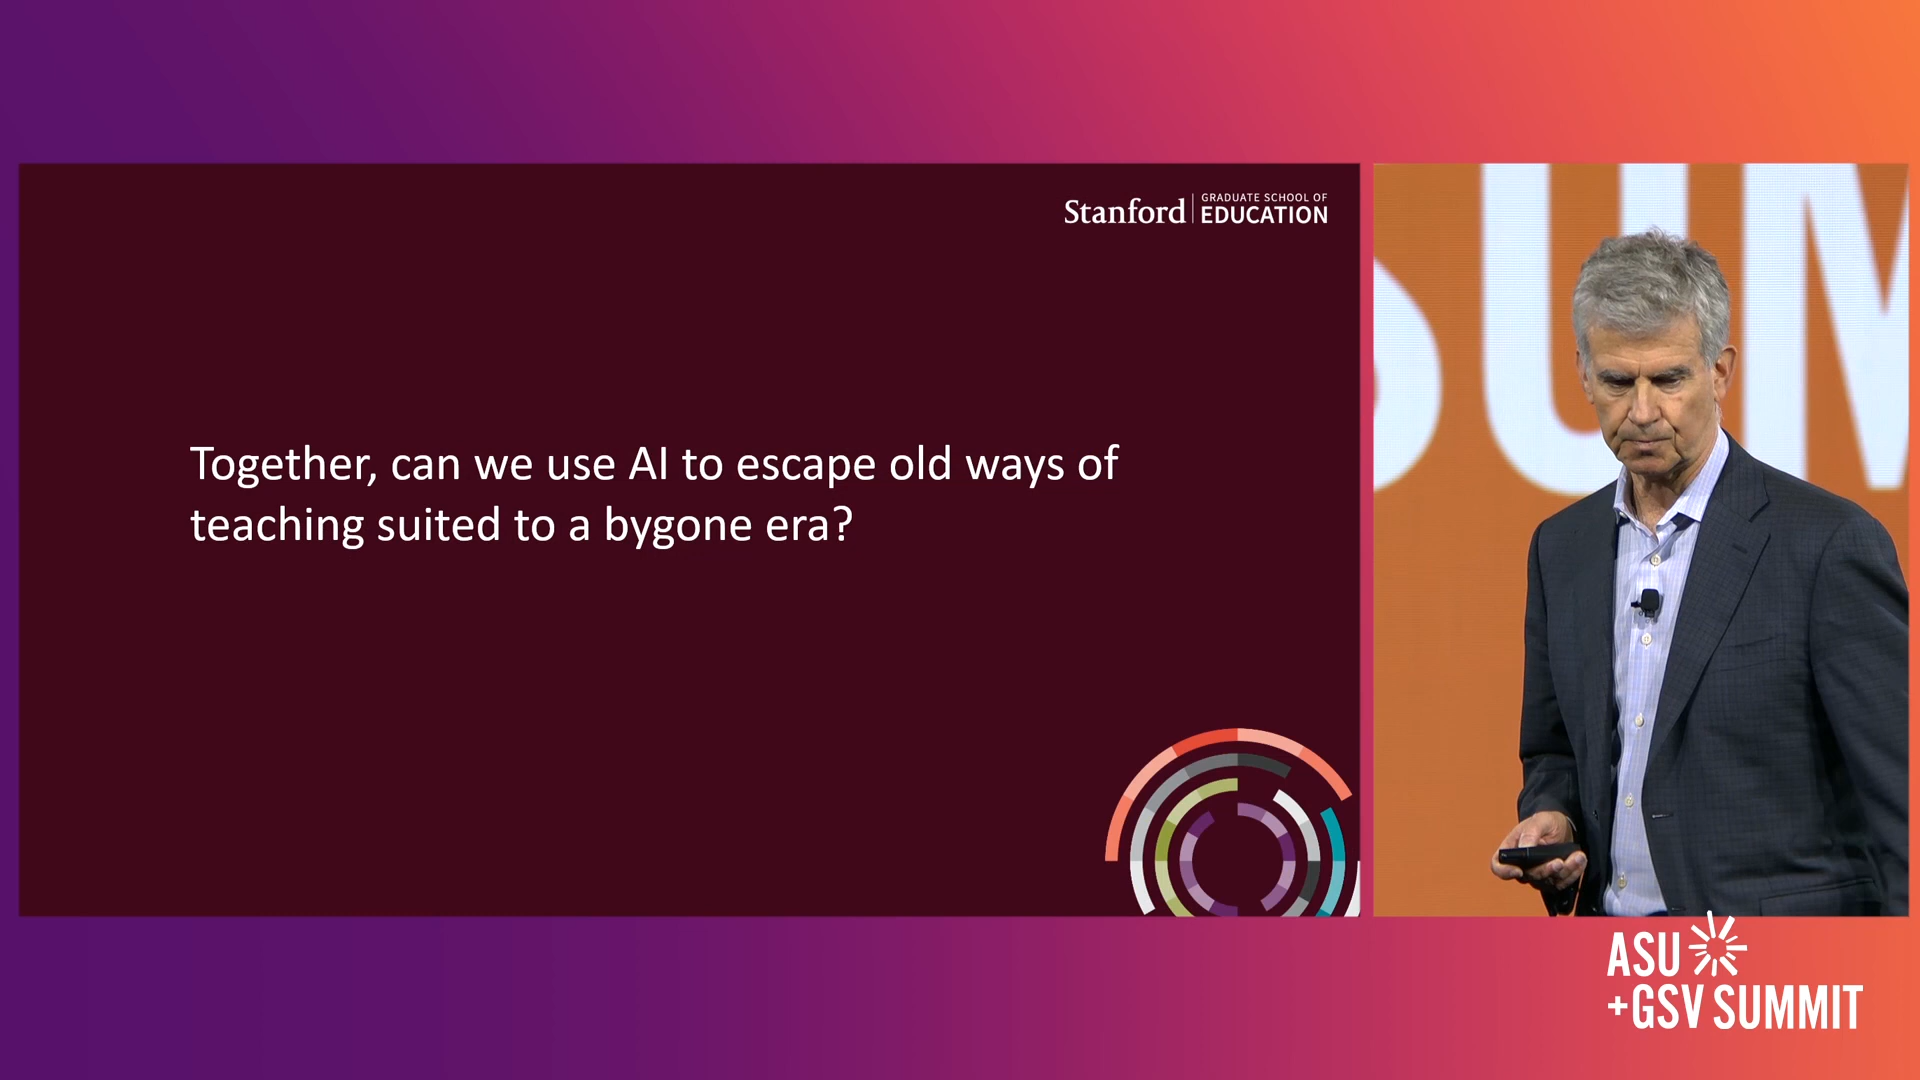 Stanford
GRADUATE SCHOOL OF
EDUCATION
Together, can we use AI to escape old ways of
teaching suited to a bygone era?
SUM
ASU
+GSV SUMMIT